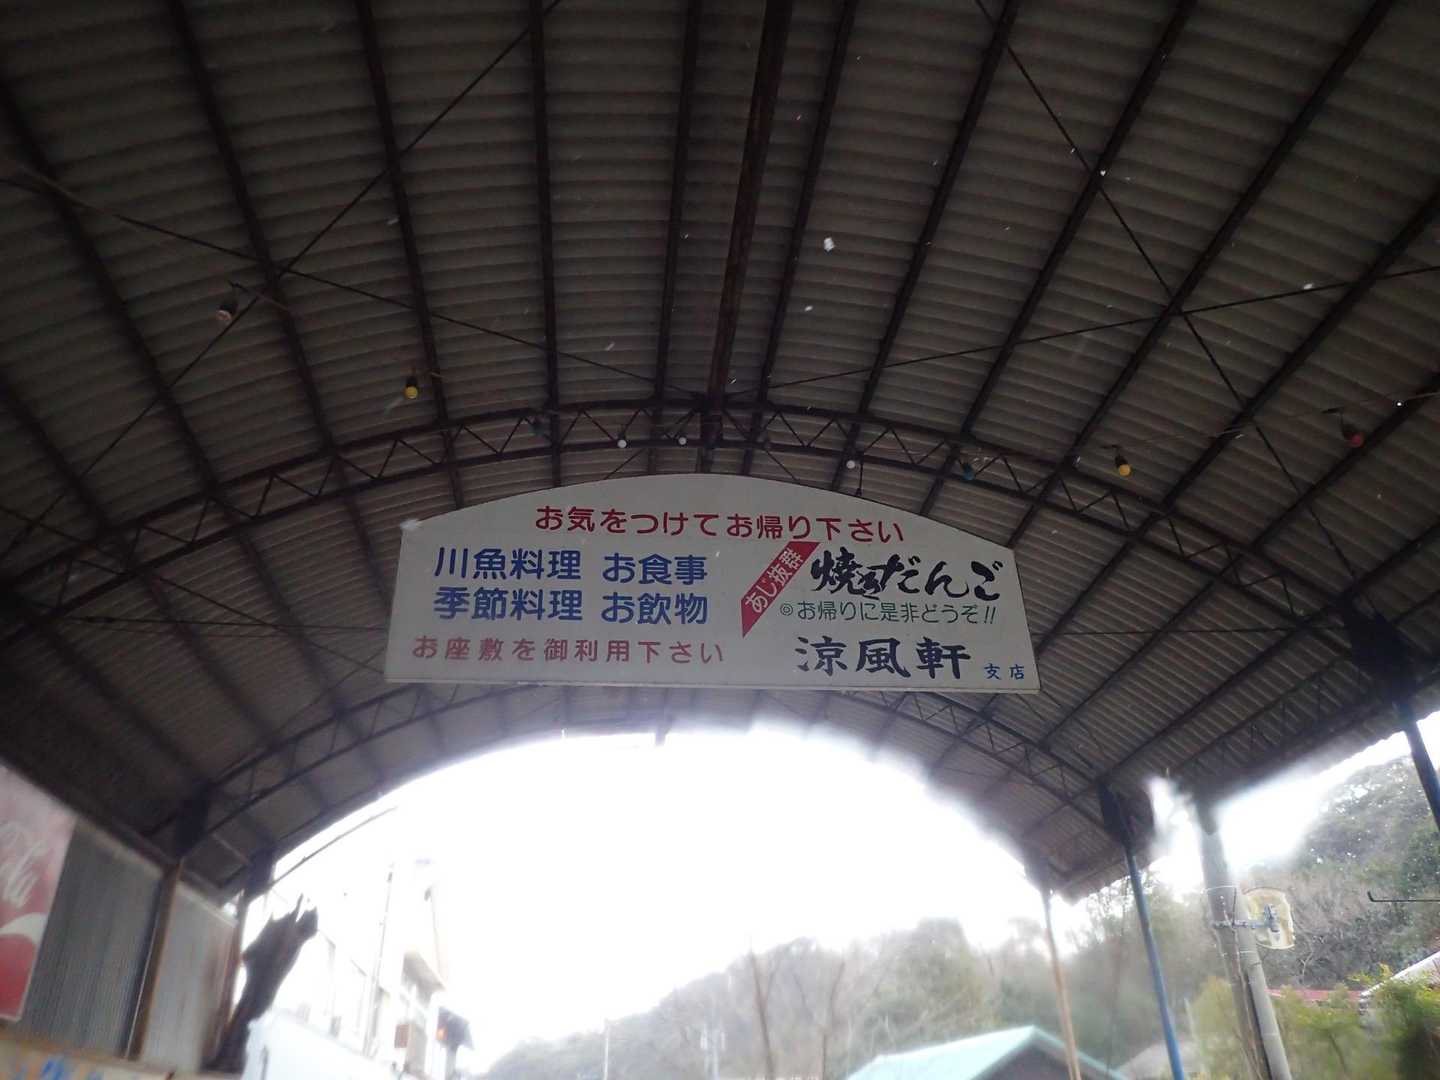 お気をつけてお帰り下さい
川魚料理 お食事
季節料理 お飲物
お座敷を御利用下さい
あじ抜群
焼きだんご
◎お帰りに是非どうぞ!!
涼風軒 支店